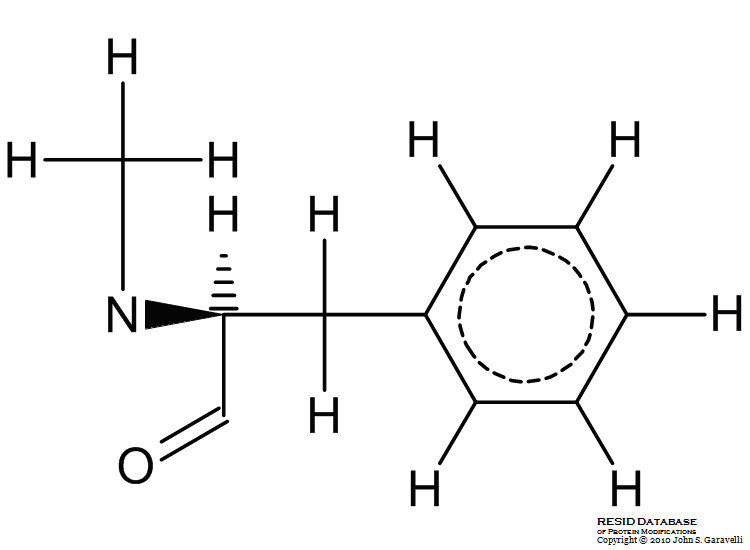 H
H H
H
H H
H H
N
H
O
H
H H
RESID DATABASE
OF PROTEIN MODIFICATIONS
Copyright © 2010 John S. Garavelli